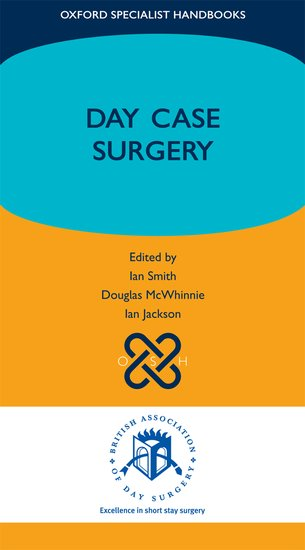 OXFORD SPECIALIST HANDBOOKS
DAY CASE
SURGERY
Edited by
Ian Smith
Douglas McWhinnie
Ian Jackson
O S H
BRITISH ASSOCIATION
OF DAY SURGERY
Excellence in short stay surgery